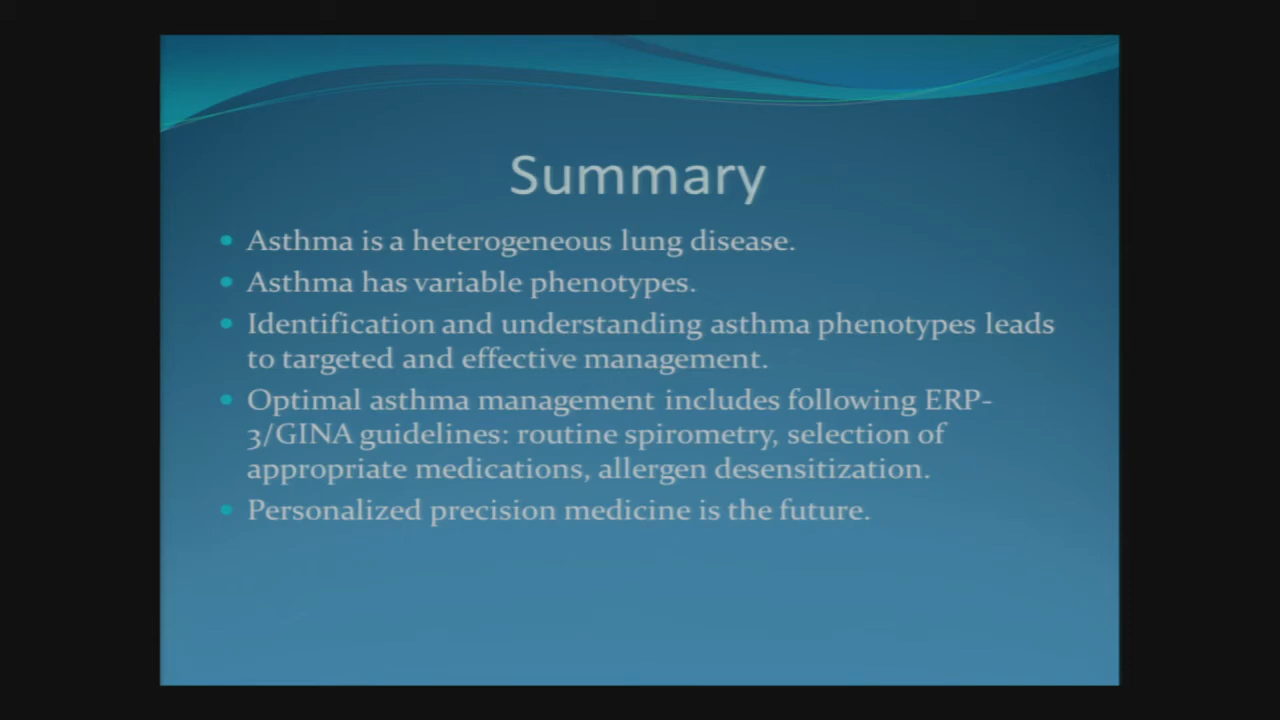 Summary
Asthma is a heterogeneous lung disease.
Asthma has variable phenotypes.
Identification and understanding asthma phenotypes leads
to targeted and effective management.
Optimal asthma management includes following ERP-
3/GINA guidelines: routine spirometry, selection of
appropriate medications, allergen desensitization.
Personalized precision medicine is the future.